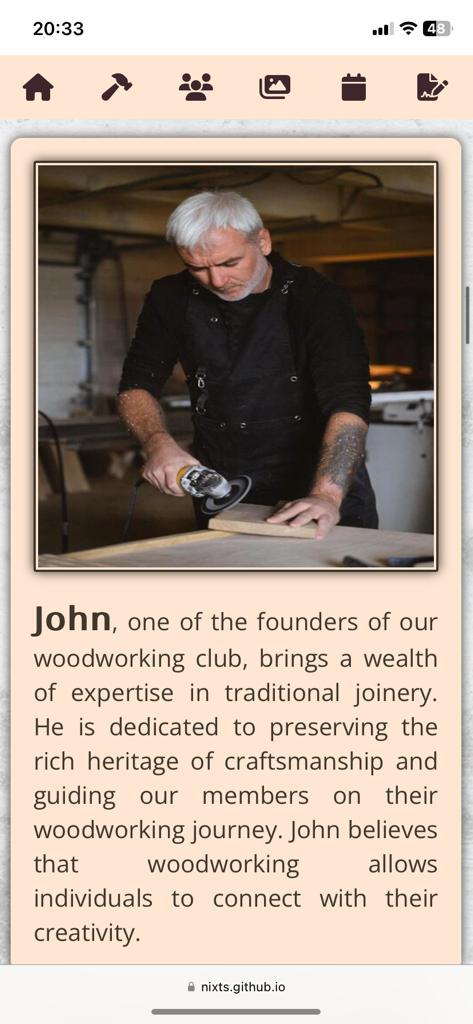 20:33
48
John, one of the founders of our
woodworking club, brings a wealth
of expertise in traditional joinery.
He is dedicated to preserving the
rich heritage of craftsmanship and
guiding our members on their
woodworking journey. John believes
that woodworking allows
individuals to connect with their
creativity.
nixts.github.io